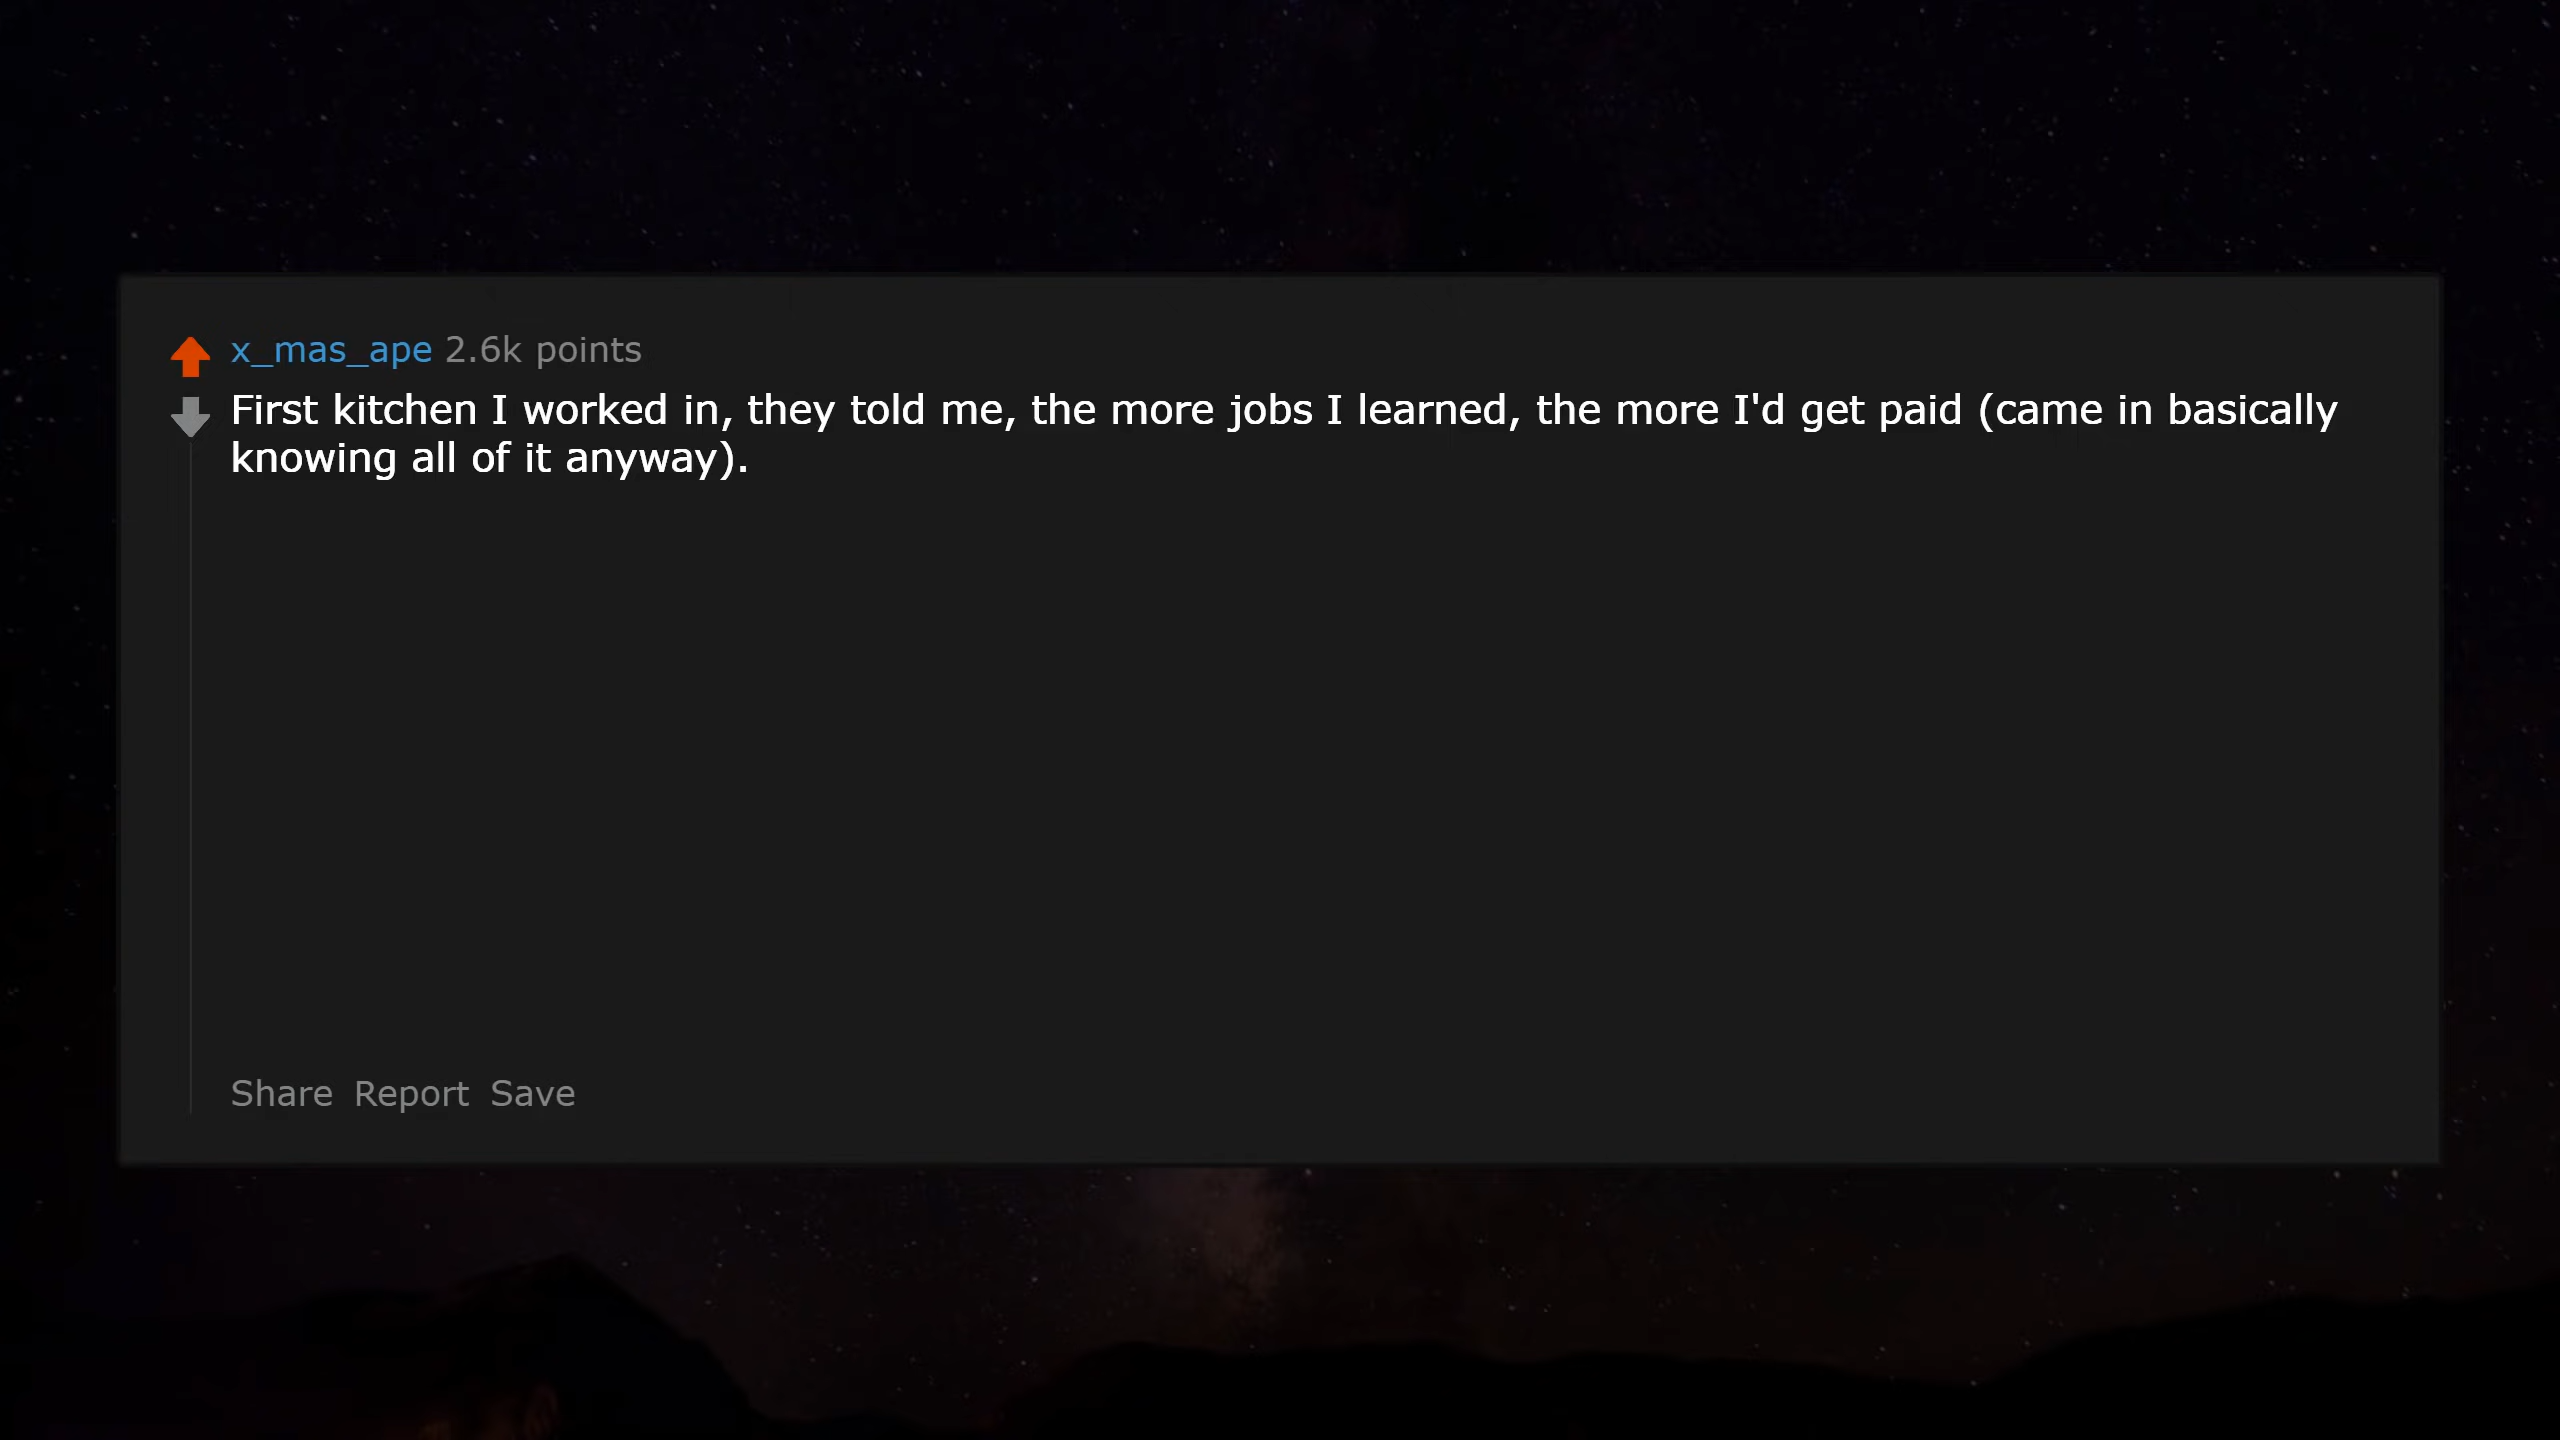 x_mas_ape 2.6k points
First kitchen I worked in, they told me, the more jobs I learned, the more I'd get paid (came in basically
knowing all of it anyway).
Share Report Save